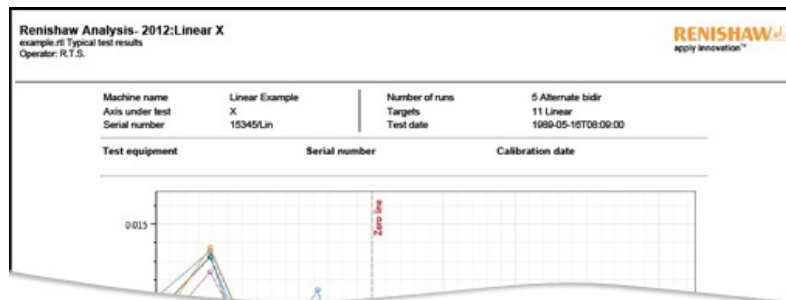 Renishaw Analysis- 2012:Linear X
example.rtl Typical test results
Operator: R.T.S.
RENISHAW
apply innovation™
Machine name Linear Example Number of runs 5 Alternate bidir
Axis under test X Targets 11 Linear
Serial number 15345/Lin Test date 1989-05-16T08:09:00
Test equipment Serial number Calibration date
0.015
Zero line